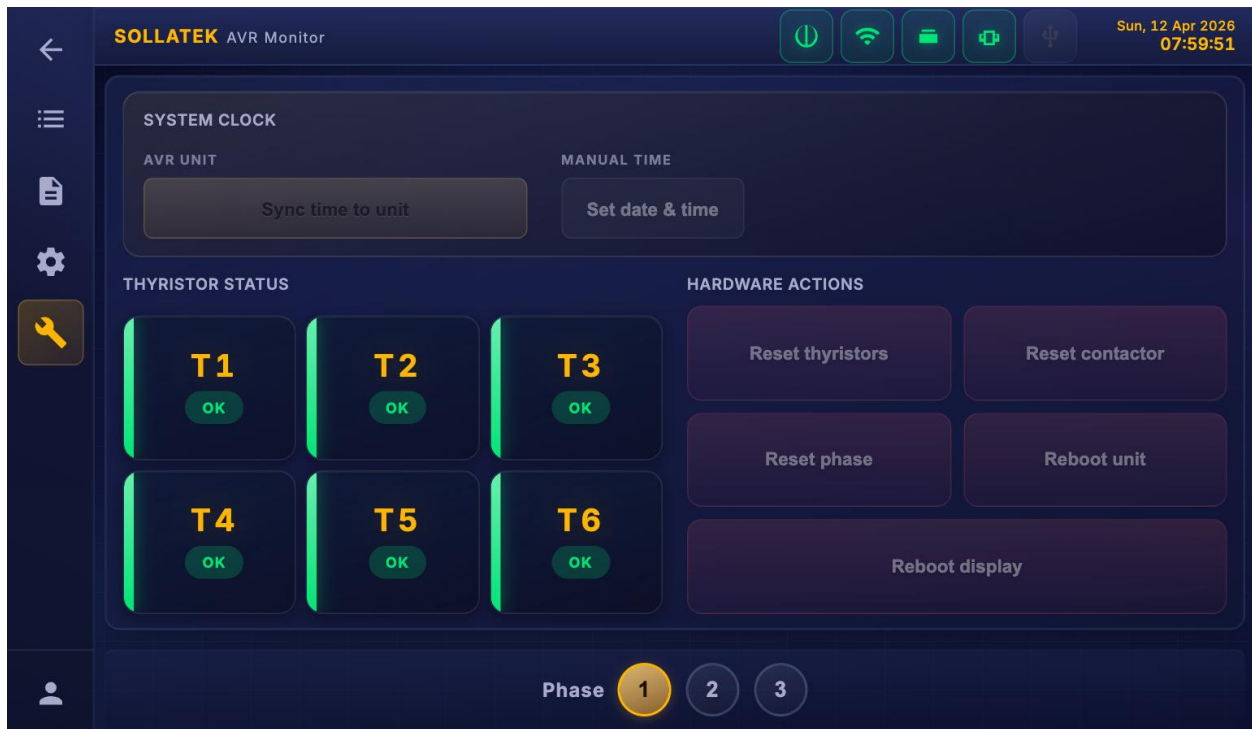 SOLLATEK AVR Monitor
Sun, 12 Apr 2026
07:59:51
SYSTEM CLOCK
AVR UNIT
MANUAL TIME
Sync time to unit
Set date & time
THYRISTOR STATUS
HARDWARE ACTIONS
T1
OK
T2
OK
T3
OK
T4
OK
T5
OK
T6
OK
Reset thyristors
Reset contactor
Reset phase
Reboot unit
Reboot display
Phase 1 2 3